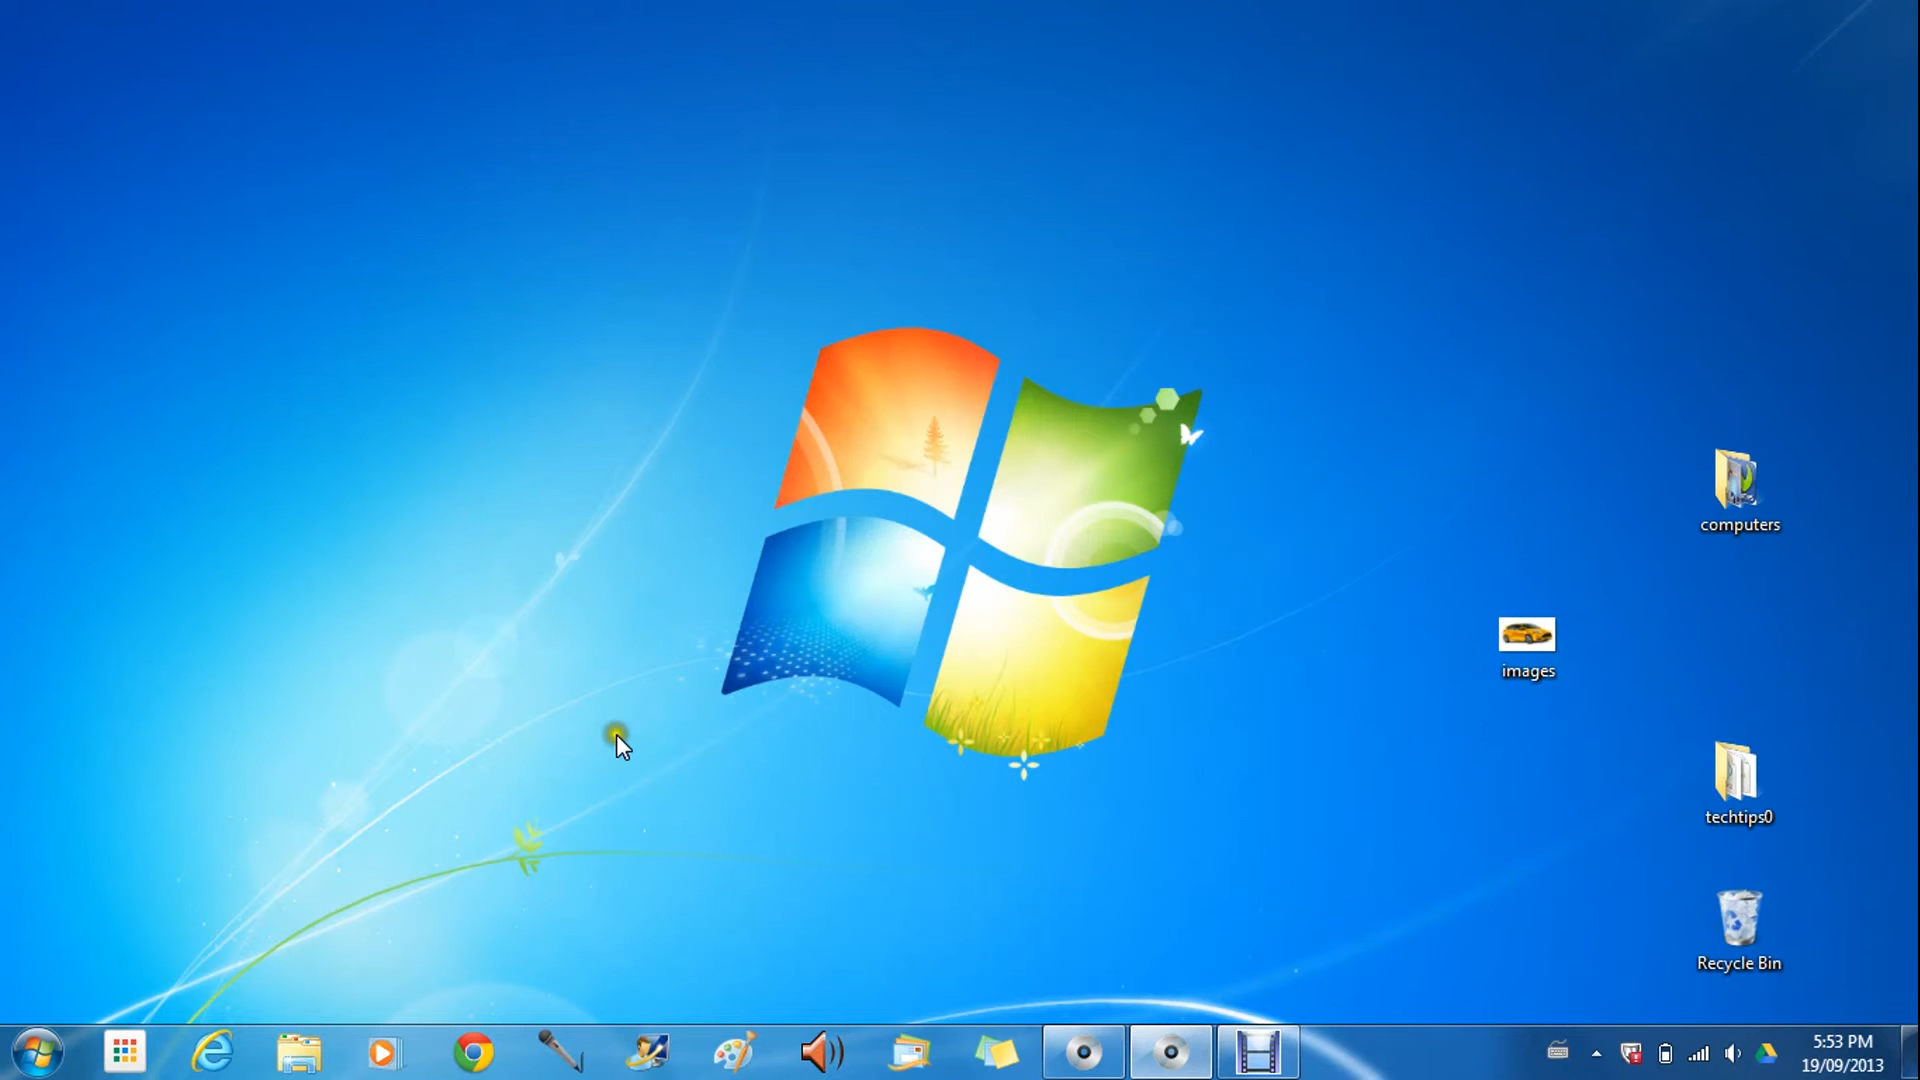 computers
images
techtips0
Recycle Bin
5:53 PM
19/09/2013